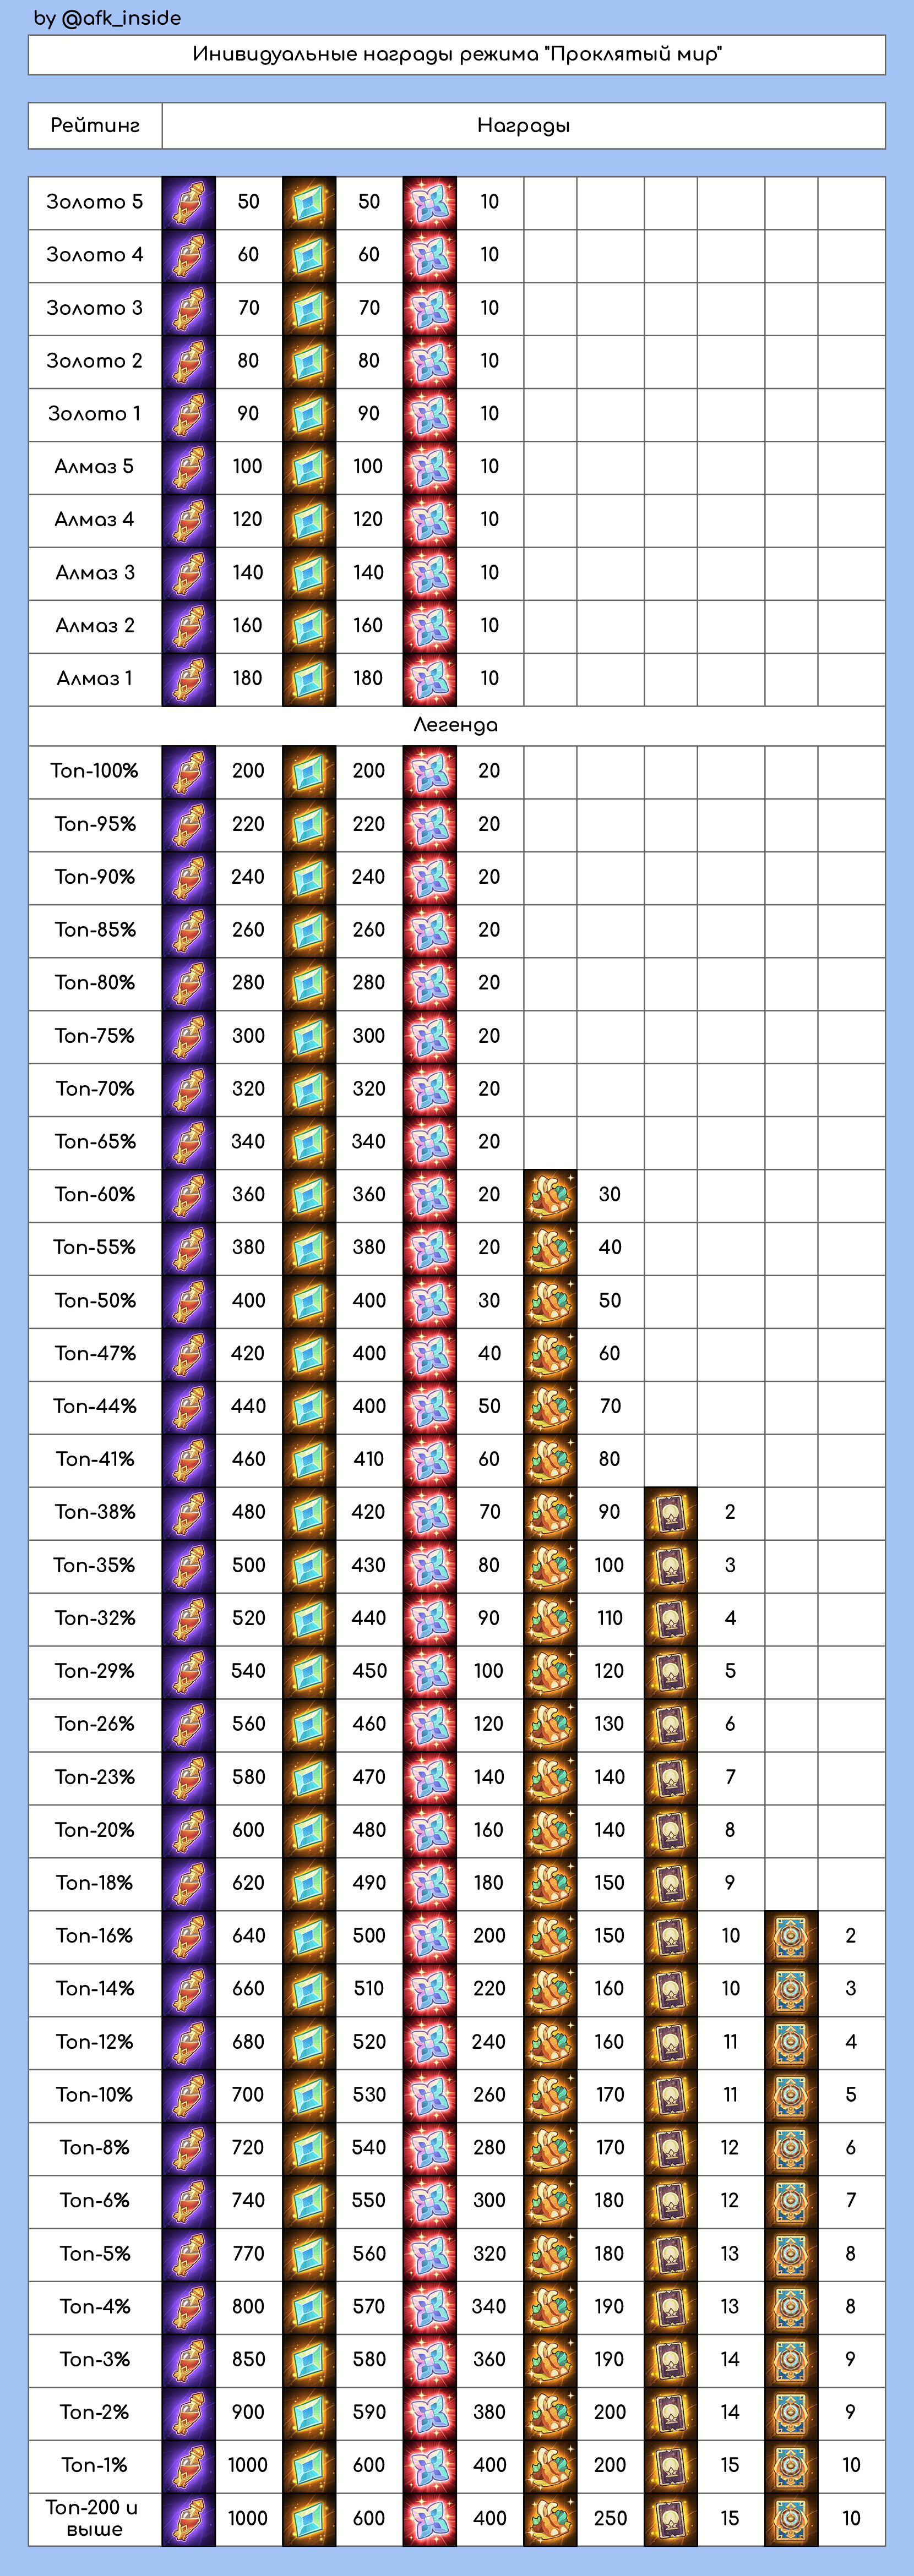 by @afk_inside
Инивидуальные награды режима "Проклятый мир"
Рейтинг Награды
Золото 5 50 50 10
Золото 4 60 60 10
Золото 3 70 70 10
Золото 2 80 80 10
Золото 1 90 90 10
Алмаз 5 100 100 10
Алмаз 4 120 120 10
Алмаз 3 140 140 10
Алмаз 2 160 160 10
Алмаз 1 180 180 10
Легенда
Топ-100% 200 200 20
Топ-95% 220 220 20
Топ-90% 240 240 20
Топ-85% 260 260 20
Топ-80% 280 280 20
Топ-75% 300 300 20
Топ-70% 320 320 20
Топ-65% 340 340 20
Топ-60% 360 360 20 30
Топ-55% 380 380 20 40
Топ-50% 400 400 30 50
Топ-47% 420 400 40 60
Топ-44% 440 400 50 70
Топ-41% 460 410 60 80
Топ-38% 480 420 70 90 2
Топ-35% 500 430 80 100 3
Топ-32% 520 440 90 110 4
Топ-29% 540 450 100 120 5
Топ-26% 560 460 120 130 6
Топ-23% 580 470 140 140 7
Топ-20% 600 480 160 140 8
Топ-18% 620 490 180 150 9
Топ-16% 640 500 200 150 10 2
Топ-14% 660 510 220 160 10 3
Топ-12% 680 520 240 160 11 4
Топ-10% 700 530 260 170 11 5
Топ-8% 720 540 280 170 12 6
Топ-6% 740 550 300 180 12 7
Топ-5% 770 560 320 180 13 8
Топ-4% 800 570 340 190 13 8
Топ-3% 850 580 360 190 14 9
Топ-2% 900 590 380 200 14 9
Топ-1% 1000 600 400 200 15 10
Топ-200 и
выше 1000 600 400 250 15 10